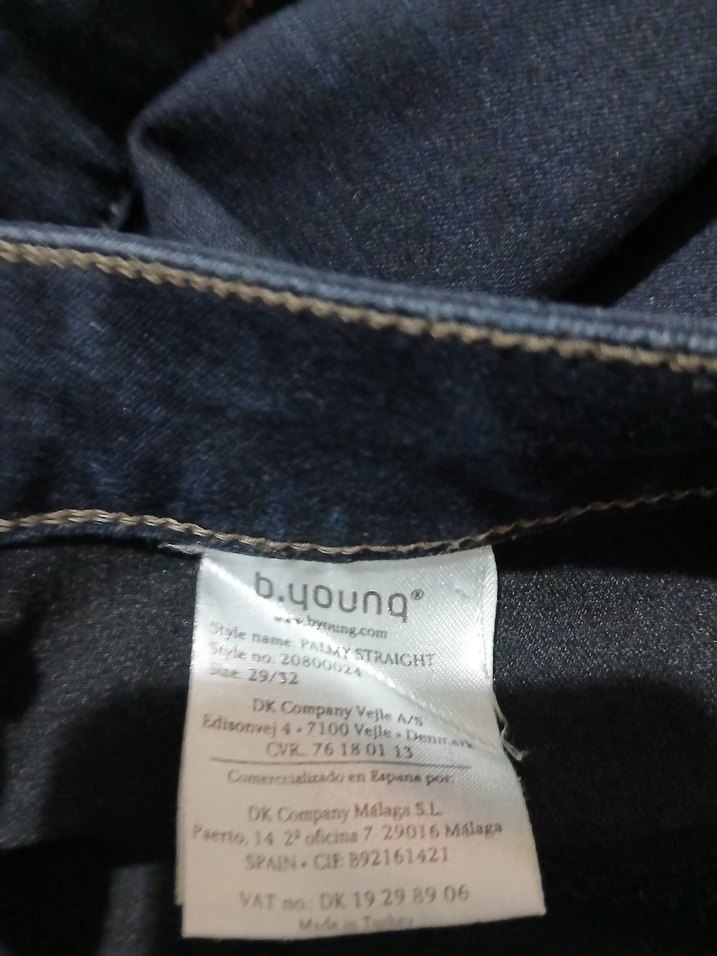 b.young®
www.byoung.com
Style name: PALMY STRAIGHT
Style no. 20800024
Size: 29/32
DK Company Vejle A/S
Edisonvej 4 • 7100 Vejle • Denmark
CVR. 76 18 01 13
Comercializado en Espana por:
DK Company Málaga S.L.
Paerto, 14. 2º oficina 7. 29016 Málaga
SPAIN • CIF: B92161421
VAT no.: DK 19 29 89 06
Made in Turkey